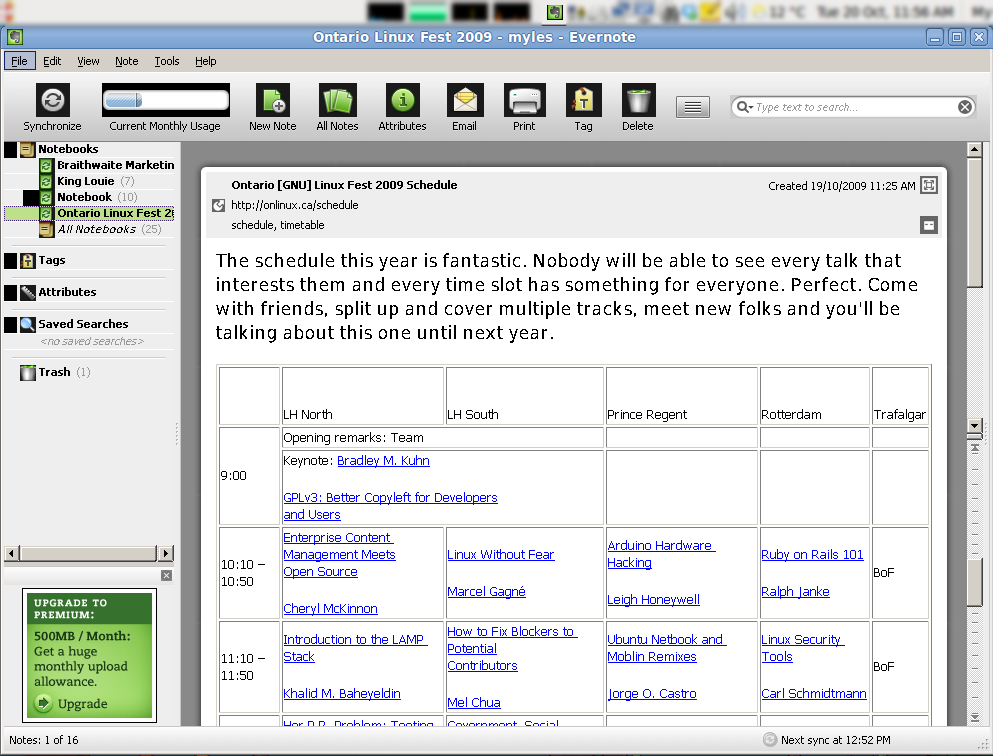 12 °C Tue 20 Oct, 11:56 AM My
Ontario Linux Fest 2009 - myles - Evernote
File Edit View Note Tools Help
Synchronize Current Monthly Usage New Note All Notes Attributes Email Print Tag Delete Type text to search...
Notebooks
Braithwaite Marketin
King Louie (7)
Notebook (10)
Ontario Linux Fest 2
All Notebooks (25)
Tags
Attributes
Saved Searches
<no saved searches>
Trash (1)
UPGRADE TO
PREMIUM:
500MB / Month:
Get a huge
monthly upload
allowance.
Upgrade
Ontario [GNU] Linux Fest 2009 Schedule Created 19/10/2009 11:25 AM
http://onlinux.ca/schedule
schedule, timetable
The schedule this year is fantastic. Nobody will be able to see every talk that
interests them and every time slot has something for everyone. Perfect. Come
with friends, split up and cover multiple tracks, meet new folks and you'll be
talking about this one until next year.
LH North LH South Prince Regent Rotterdam Trafalgar
9:00
Opening remarks: Team
Keynote: Bradley M. Kuhn
GPLv3: Better Copyleft for Developers
and Users
10:10 –
10:50
Enterprise Content
Management Meets
Open Source
Cheryl McKinnon
Linux Without Fear
Marcel Gagné
Arduino Hardware
Hacking
Leigh Honeywell
Ruby on Rails 101
Ralph Janke
BoF
11:10 –
11:50
Introduction to the LAMP
Stack
Khalid M. Baheyeldin
How to Fix Blockers to
Potential
Contributors
Mel Chua
Ubuntu Netbook and
Moblin Remixes
Jorge O. Castro
Linux Security
Tools
Carl Schmidtmann
BoF
Her P.R. Problem: Tooting
Government, Social
Notes: 1 of 16 Next sync at 12:52 PM